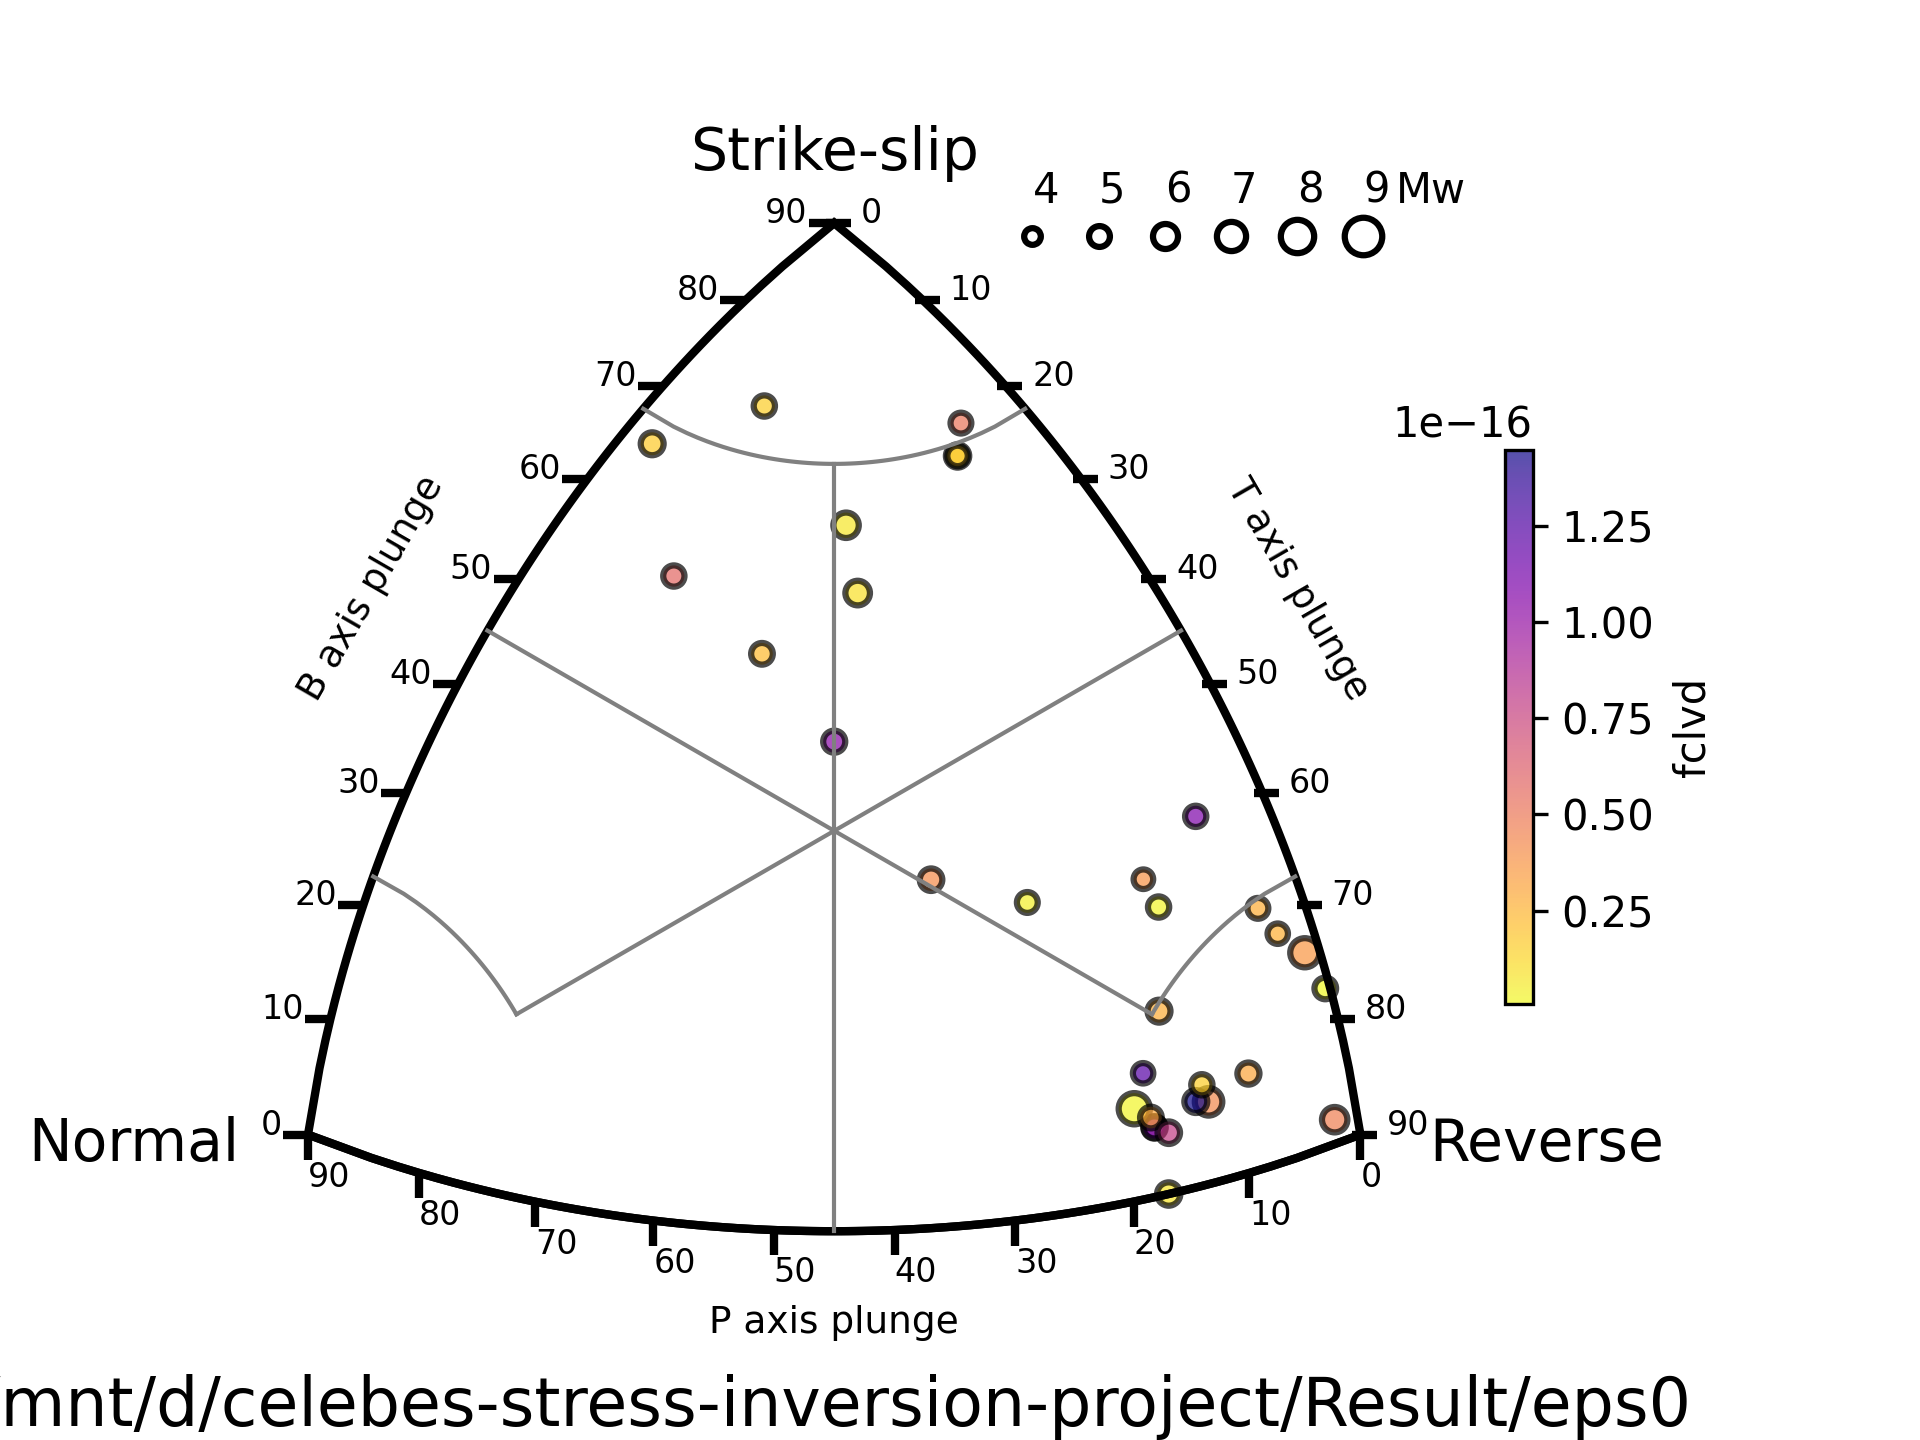 Strike-slip
4 5 6 7 8 9 Mw
90 0
80 10
70 20
1e−16
60 30
B axis plunge
T axis plunge
50 40
1.25
1.00
40 50
0.75
fclvd
30 60
0.50
20 70
0.25
10 80
Normal 0 90 Reverse
90 80 70 60 50 40 30 20 10 0
P axis plunge
mnt/d/celebes-stress-inversion-project/Result/eps0